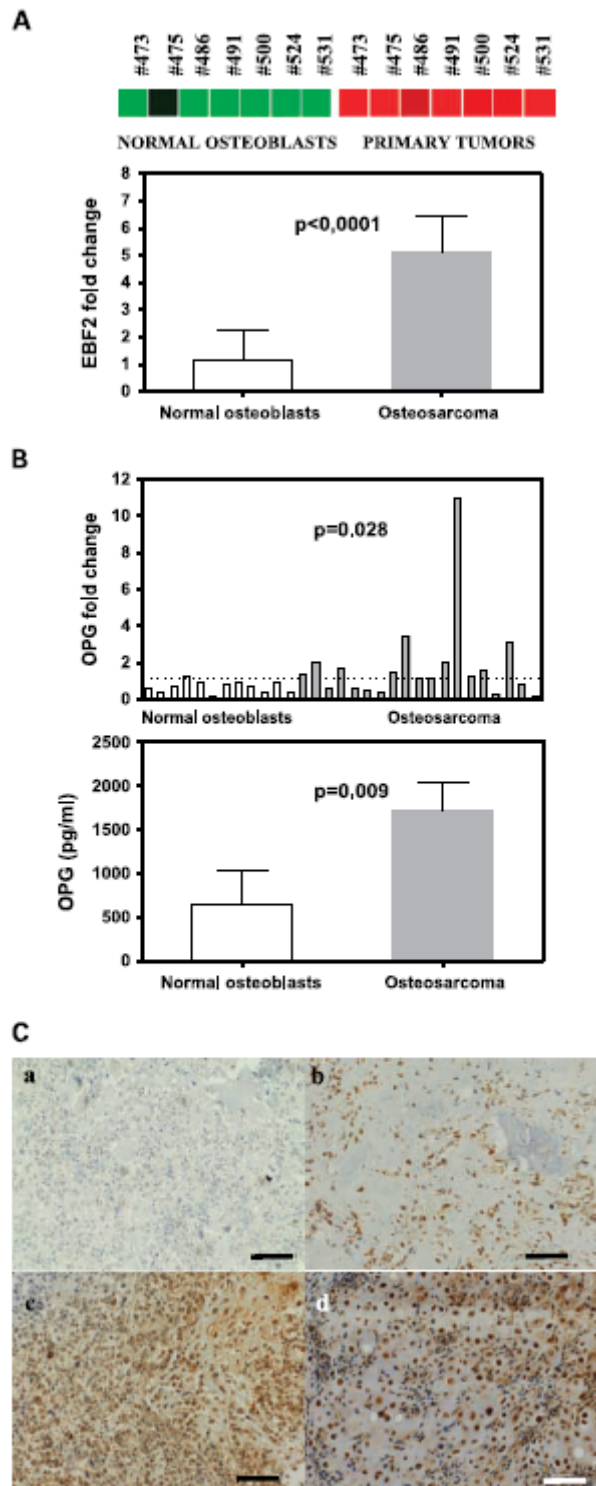 A
#473 #475 #486 #491 #500 #524 #531 #473 #475 #486 #491 #500 #524 #531
NORMAL OSTEOBLASTS PRIMARY TUMORS
8
7
p<0,0001
6
5
4
3
2
1
0
EBF2 fold change
Normal osteoblasts Osteosarcoma
B
12
10
p=0,028
8
6
4
2
0
OPG fold change
Normal osteoblasts Osteosarcoma
2500
2000
p=0,009
1500
1000
500
0
OPG (pg/ml)
Normal osteoblasts Osteosarcoma
C
a b
c d